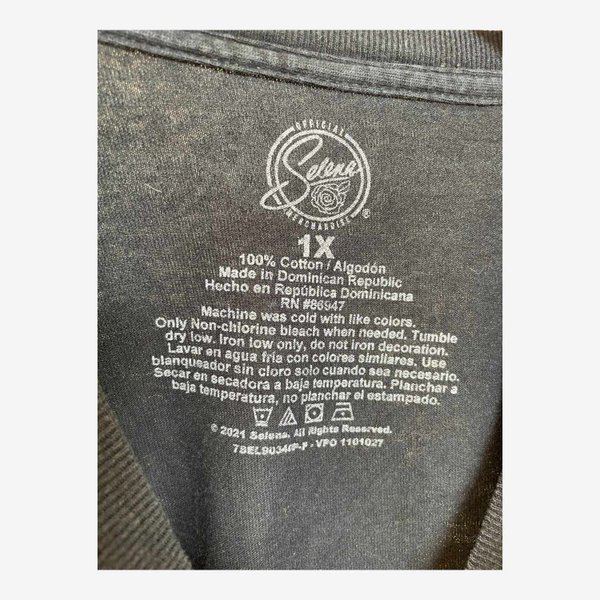 OFFICIAL
Selena
MERCHANDISE
®
1X
100% Cotton / Algodón
Made in Dominican Republic
Hecho en República Dominicana
RN #86947
Machine was cold with like colors.
Only Non-chlorine bleach when needed. Tumble
dry low. Iron low only, do not iron decoration.
Lavar en agua fria con colores similares. Use
blanqueador sin cloro solo cuando sea necesario.
Secar en secadora a baja temperatura. Planchar a
baja temperatura, no planchar el estampado.
© 2021 Selena. All Rights Reserved.
- VPO 1101027